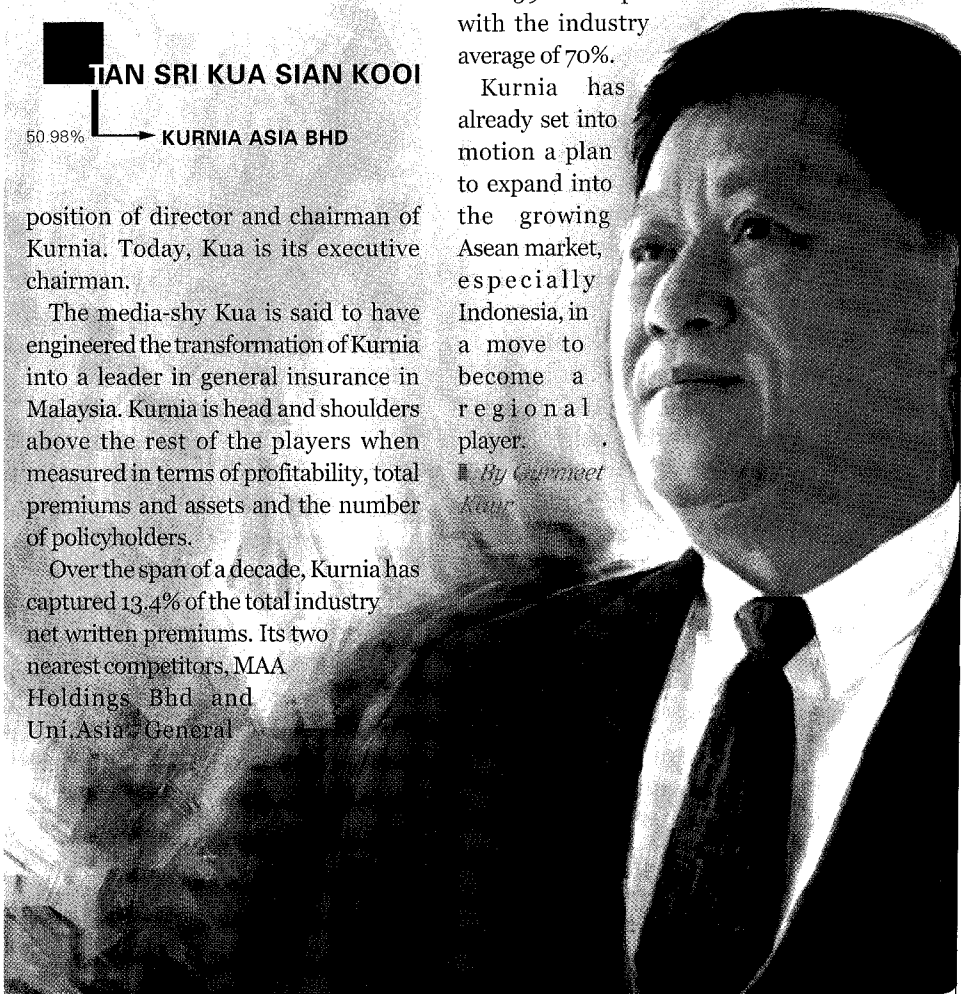 TAN SRI KUA SIAN KOOI
50.98%
KURNIA ASIA BHD
position of director and chairman of
Kurnia. Today, Kua is its executive
chairman.
The media-shy Kua is said to have
engineered the transformation of Kurnia
into a leader in general insurance in
Malaysia. Kurnia is head and shoulders
above the rest of the players when
measured in terms of profitability, total
premiums and assets and the number
of policyholders.
Over the span of a decade, Kurnia has
captured 13.4% of the total industry
net written premiums. Its two
nearest competitors, MAA
Holdings Bhd and
Uni.Asia General
with the industry
average of 70%.
Kurnia has
already set into
motion a plan
to expand into
the growing
Asean market,
especially
Indonesia, in
a move to
become a
regional
player.
By Gurmeet
Kaur